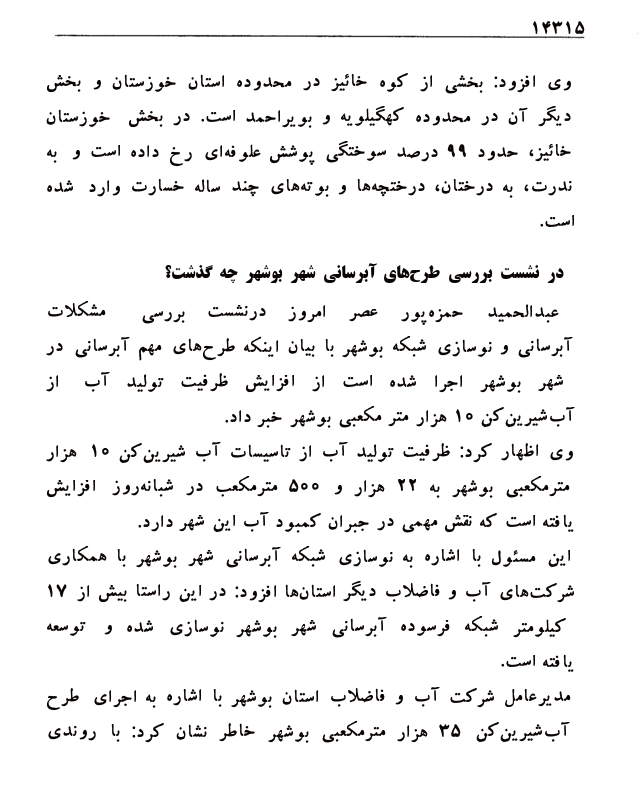 ۱۴۳۱۵
وی افزود: بخشی از کوه خائیز در محدوده استان خوزستان و بخش
دیگر آن در محدوده کهگیلویه و بویراحمد است. در بخش خوزستان
خائیز، حدود ۹۹ درصد سوختگی پوشش علوفه‌ای رخ داده است و به
ندرت، به درختان، درختچه‌ها و بوته‌های چند ساله خسارت وارد شده
است.
در نشست بررسی طرح‌های آبرسانی شهر بوشهر چه گذشت؟
عبدالحمید حمزه‌پور عصر امروز درنشست بررسی مشکلات
آبرسانی و نوسازی شبکه بوشهر با بیان اینکه طرح‌های مهم آبرسانی در
شهر بوشهر اجرا شده است از افزایش ظرفیت تولید آب از
آب‌شیرین‌کن ۱۰ هزار متر مکعبی بوشهر خبر داد.
وی اظهار کرد: ظرفیت تولید آب از تاسیسات آب شیرین‌کن ۱۰ هزار
مترمکعبی بوشهر به ۲۲ هزار و ۵۰۰ مترمکعب در شبانه‌روز افزایش
یافته است که نقش مهمی در جبران کمبود آب این شهر دارد.
این مسئول با اشاره به نوسازی شبکه آبرسانی شهر بوشهر با همکاری
شرکت‌های آب و فاضلاب دیگر استان‌ها افزود: در این راستا بیش از ۱۷
کیلومتر شبکه فرسوده آبرسانی شهر بوشهر نوسازی شده و توسعه
یافته است.
مدیرعامل شرکت آب و فاضلاب استان بوشهر با اشاره به اجرای طرح
آب‌شیرین‌کن ۳۵ هزار مترمکعبی بوشهر خاطر نشان کرد: با روندی